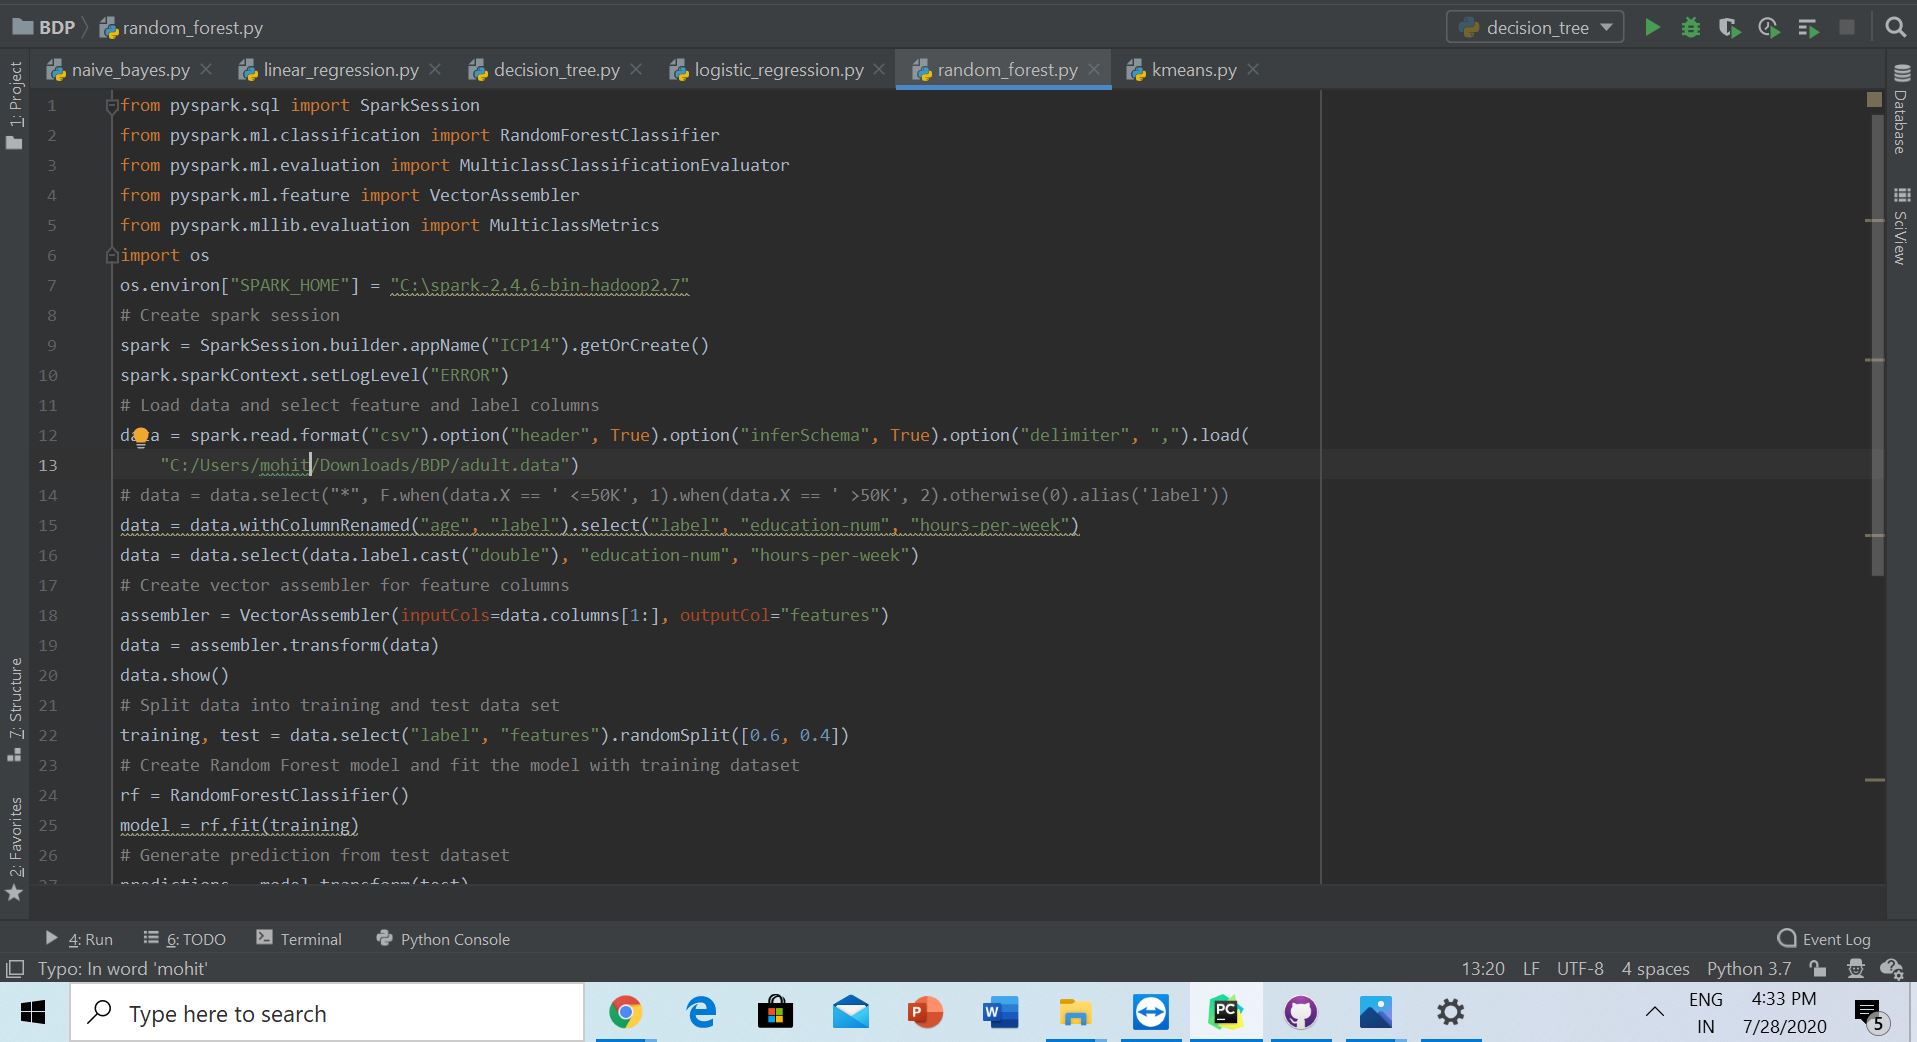 BDP random_forest.py decision_tree
naive_bayes.py linear_regression.py decision_tree.py logistic_regression.py random_forest.py kmeans.py
1: Project
7: Structure
2: Favorites
1 from pyspark.sql import SparkSession
2 from pyspark.ml.classification import RandomForestClassifier
3 from pyspark.ml.evaluation import MulticlassClassificationEvaluator
4 from pyspark.ml.feature import VectorAssembler
5 from pyspark.mllib.evaluation import MulticlassMetrics
6 import os
7 os.environ["SPARK_HOME"] = "C:\spark-2.4.6-bin-hadoop2.7"
8 # Create spark session
9 spark = SparkSession.builder.appName("ICP14").getOrCreate()
10 spark.sparkContext.setLogLevel("ERROR")
11 # Load data and select feature and label columns
12 data = spark.read.format("csv").option("header", True).option("inferSchema", True).option("delimiter", ",").load(
13 "C:/Users/mohit/Downloads/BDP/adult.data")
14 # data = data.select("*", F.when(data.X == ' <=50K', 1).when(data.X == ' >50K', 2).otherwise(0).alias('label'))
15 data = data.withColumnRenamed("age", "label").select("label", "education-num", "hours-per-week")
16 data = data.select(data.label.cast("double"), "education-num", "hours-per-week")
17 # Create vector assembler for feature columns
18 assembler = VectorAssembler(inputCols=data.columns[1:], outputCol="features")
19 data = assembler.transform(data)
20 data.show()
21 # Split data into training and test data set
22 training, test = data.select("label", "features").randomSplit([0.6, 0.4])
23 # Create Random Forest model and fit the model with training dataset
24 rf = RandomForestClassifier()
25 model = rf.fit(training)
26 # Generate prediction from test dataset
27 predictions = model.transform(test)
Database
SciView
4: Run 6: TODO Terminal Python Console Event Log
Typo: In word 'mohit' 13:20 LF UTF-8 4 spaces Python 3.7
Type here to search
ENG 4:33 PM
IN 7/28/2020 5